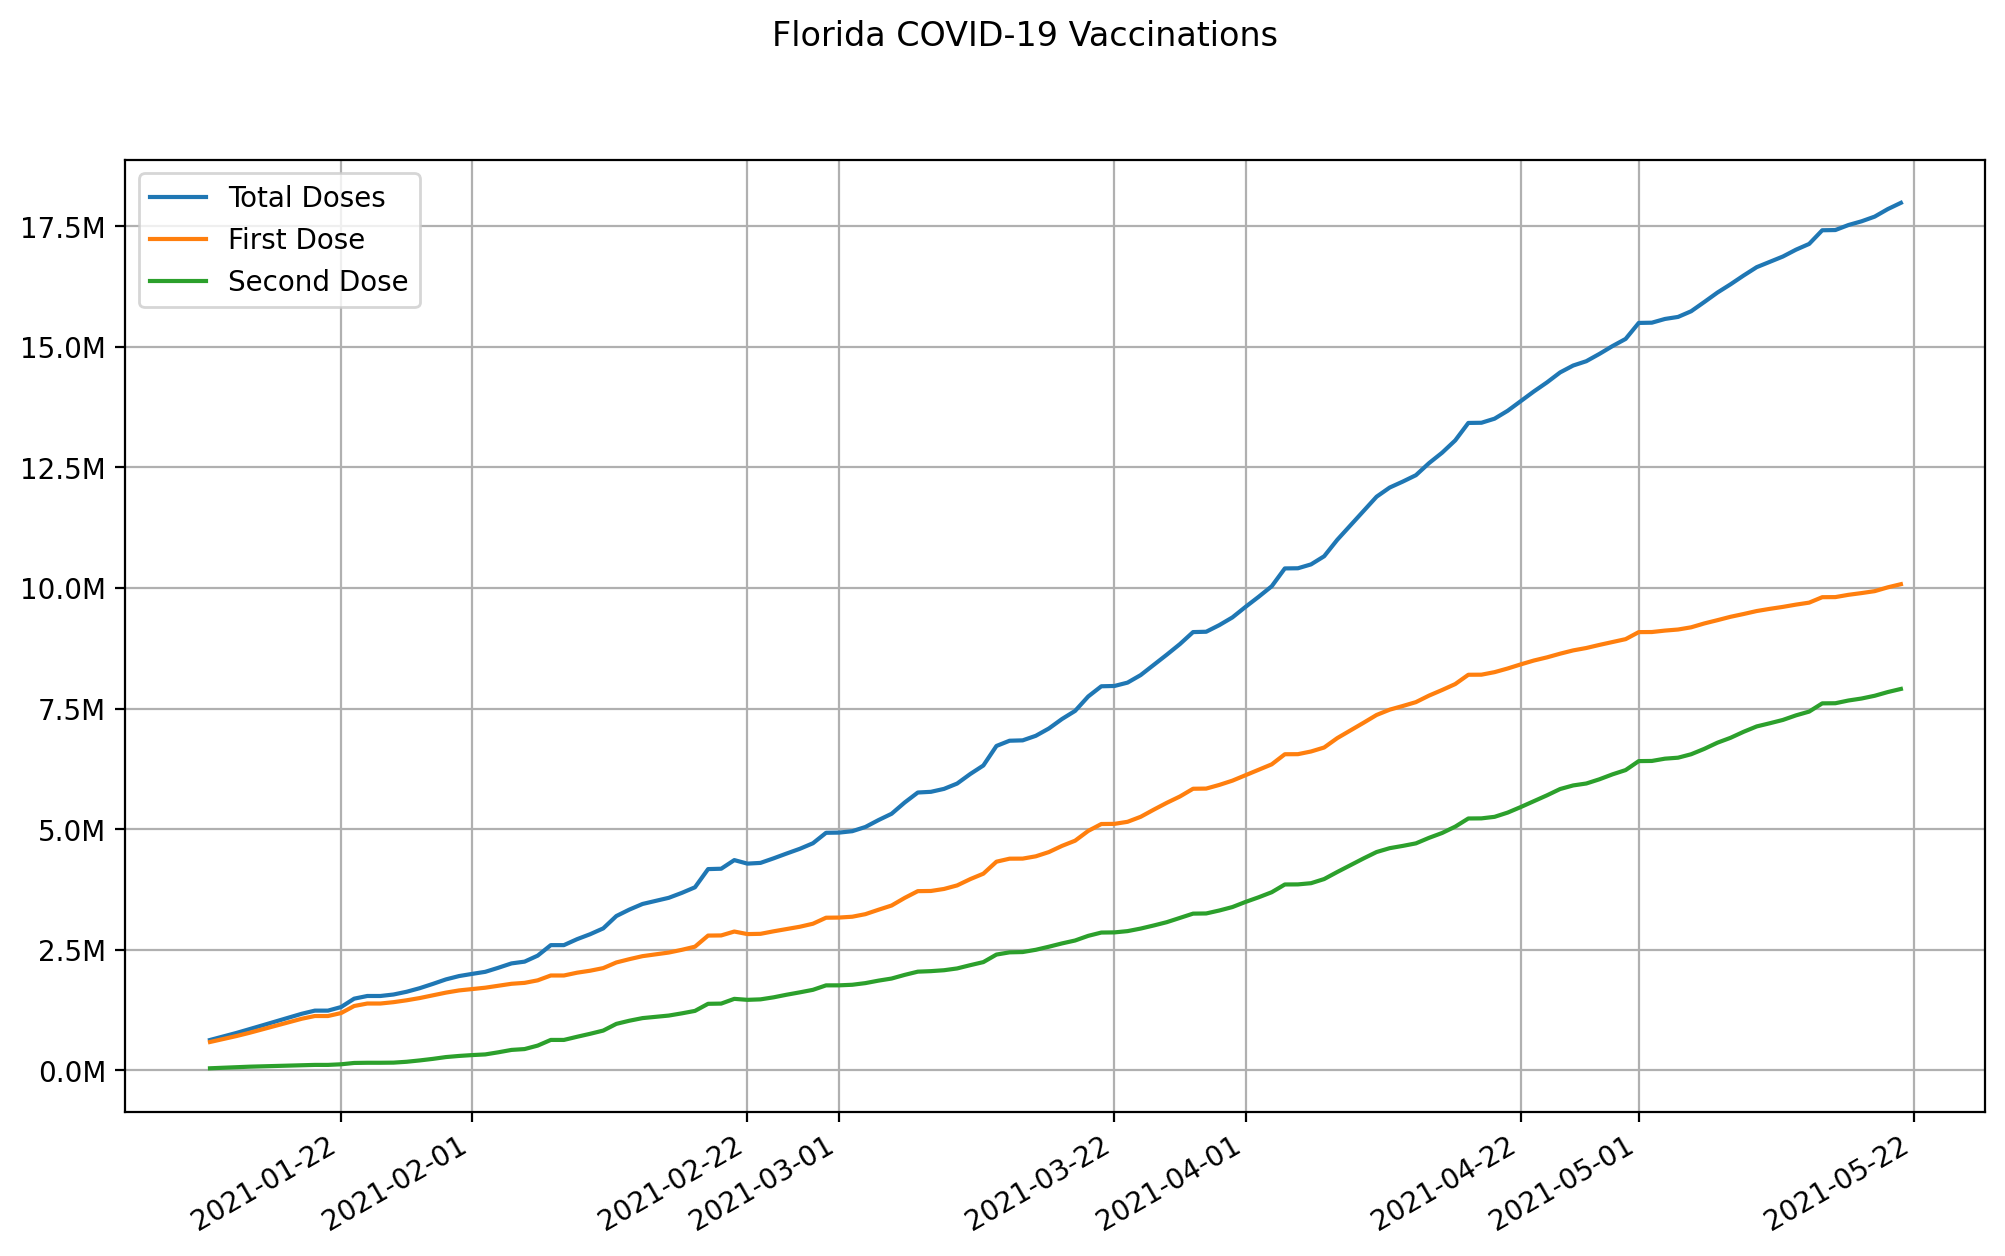 Florida COVID-19 Vaccinations
Total Doses
First Dose
Second Dose
17.5M
15.0M
12.5M
10.0M
7.5M
5.0M
2.5M
0.0M
2021-01-22
2021-02-01
2021-02-22
2021-03-01
2021-03-22
2021-04-01
2021-04-22
2021-05-01
2021-05-22